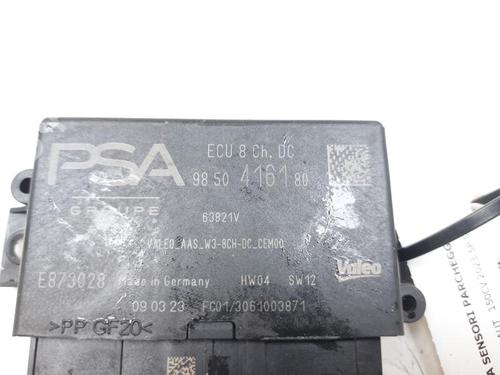 PSA
GROUPE
ECU 8 Ch. DC
98 50 4161 80
63821V
VALEO_AAS_W3-8CH-DC_CEM00
E873028 Made in Germany HW04 SW12
Valeo
09 03 23 FC01/3061003871
>PP GF20<
A SENSORI PARCHEGG